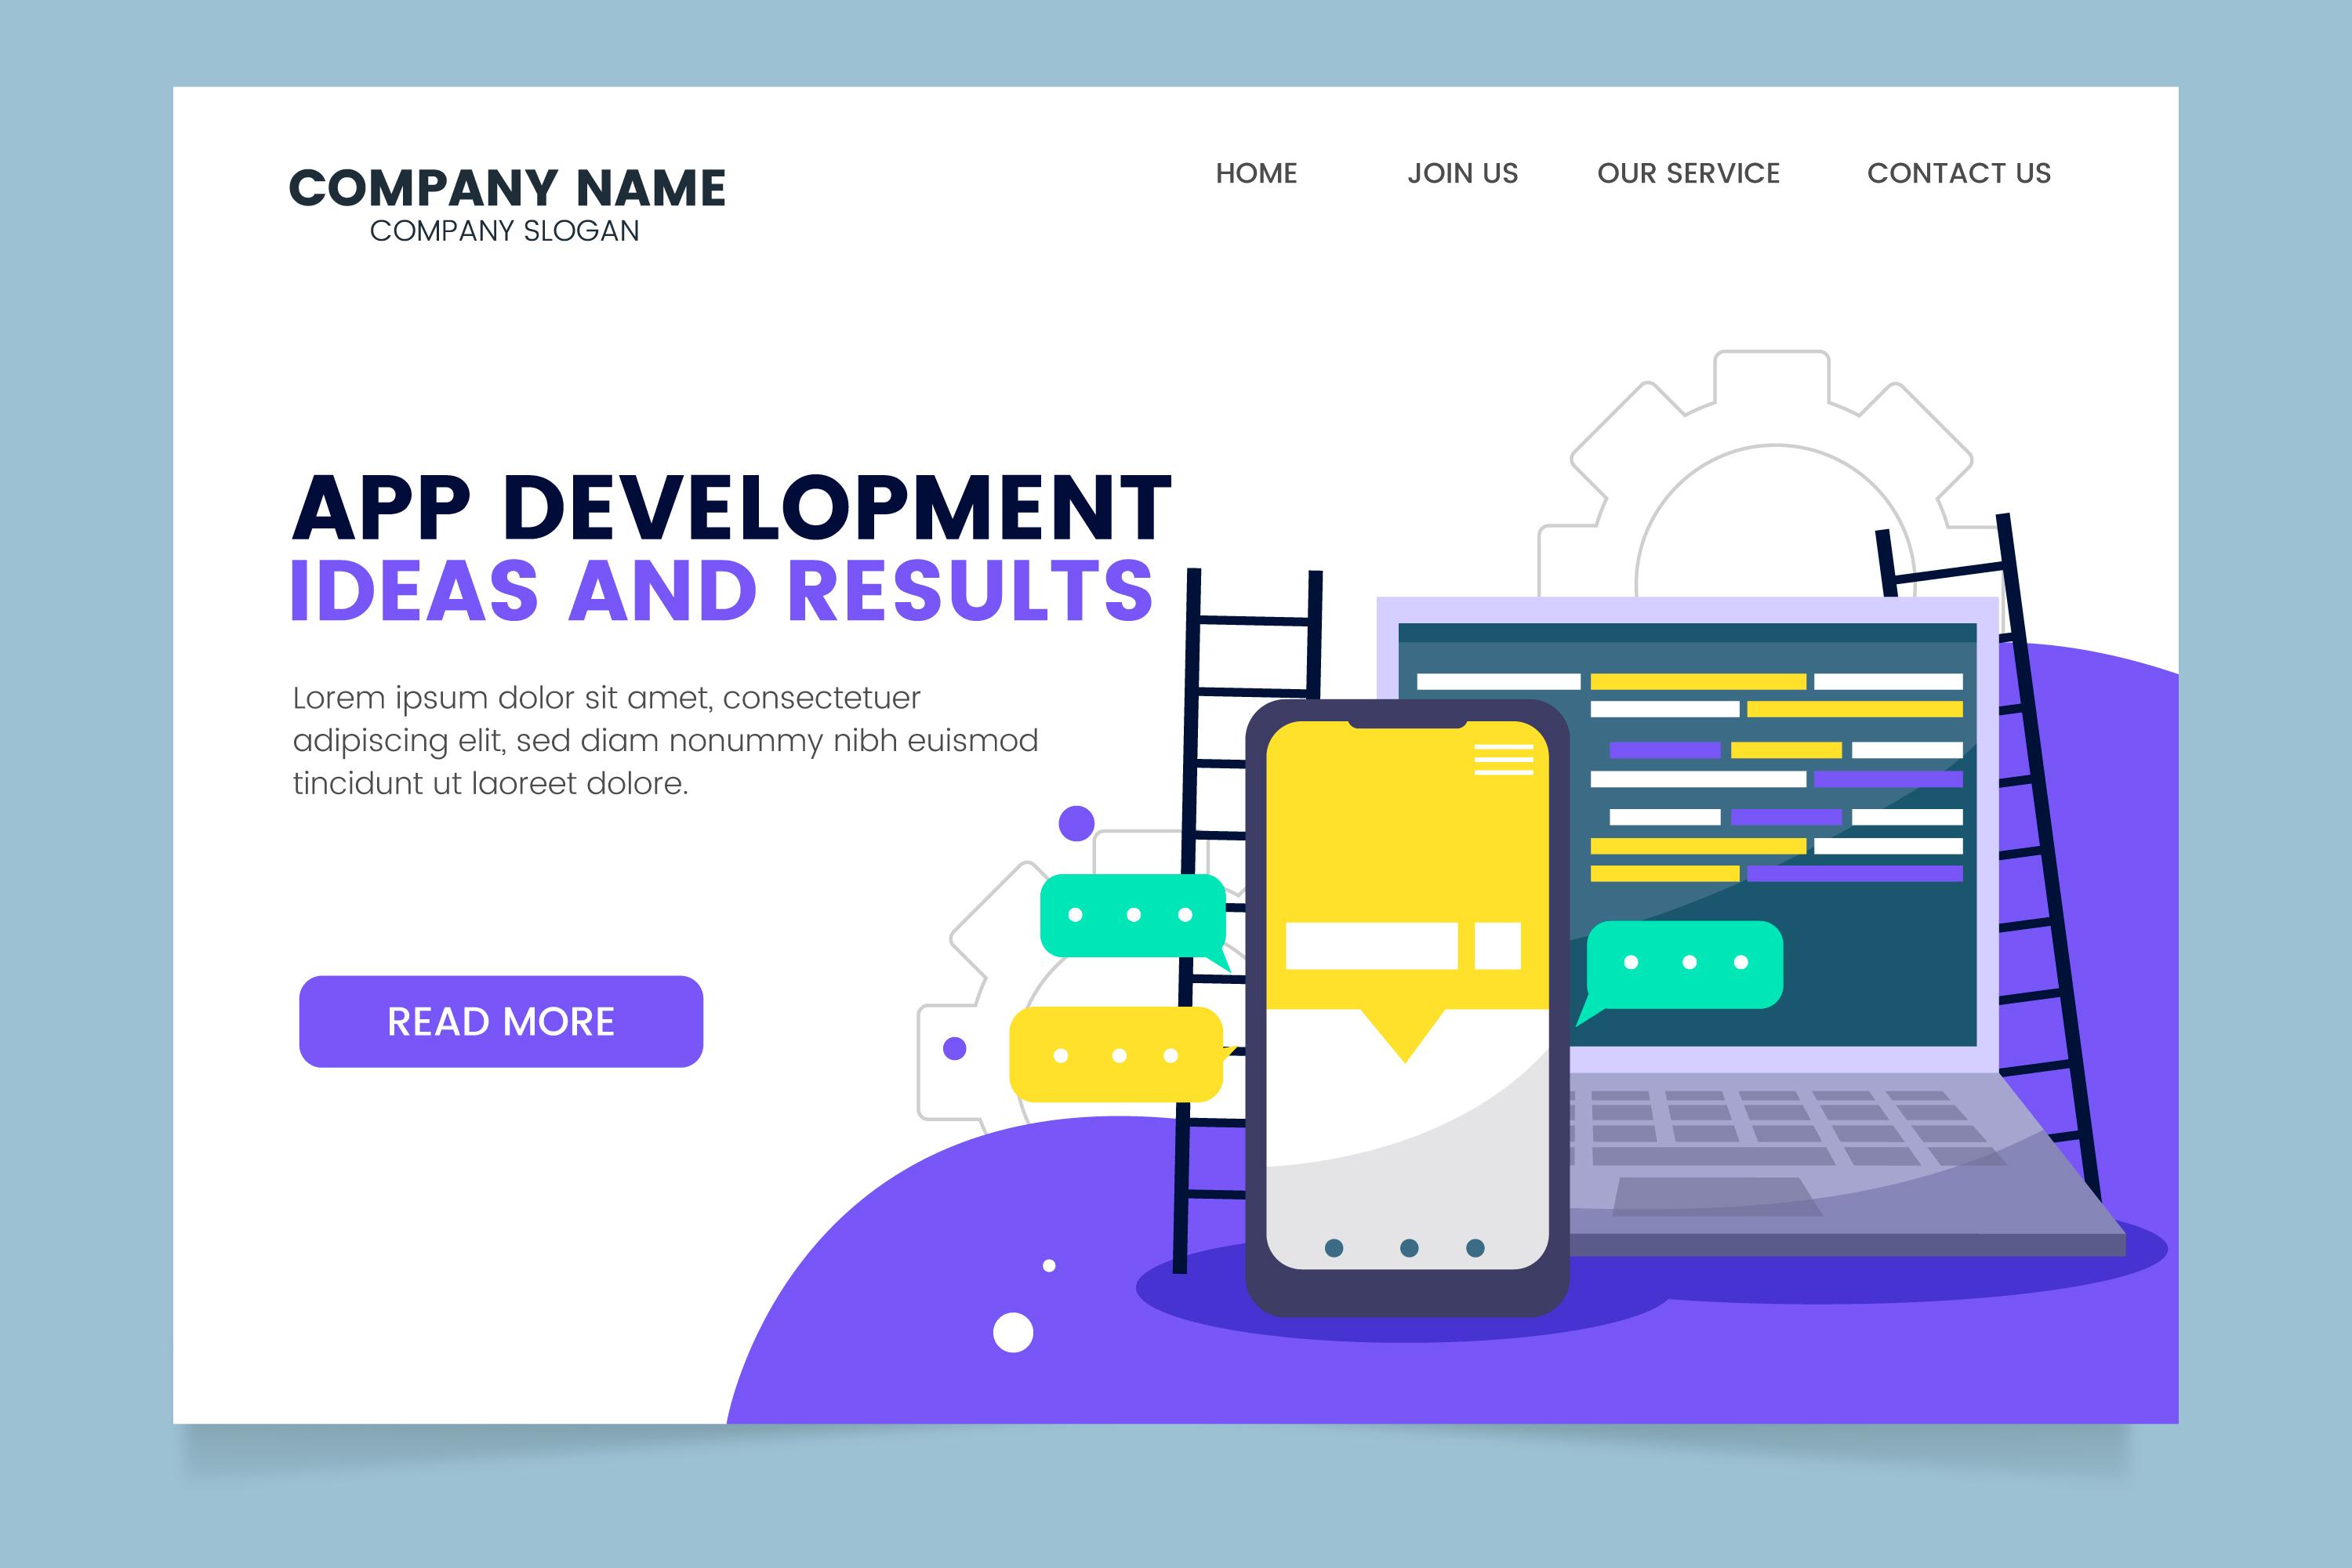 COMPANY NAME
COMPANY SLOGAN
HOME JOIN US OUR SERVICE CONTACT US
APP DEVELOPMENT
IDEAS AND RESULTS
Lorem ipsum dolor sit amet, consectetuer
adipiscing elit, sed diam nonummy nibh euismod
tincidunt ut laoreet dolore.
READ MORE